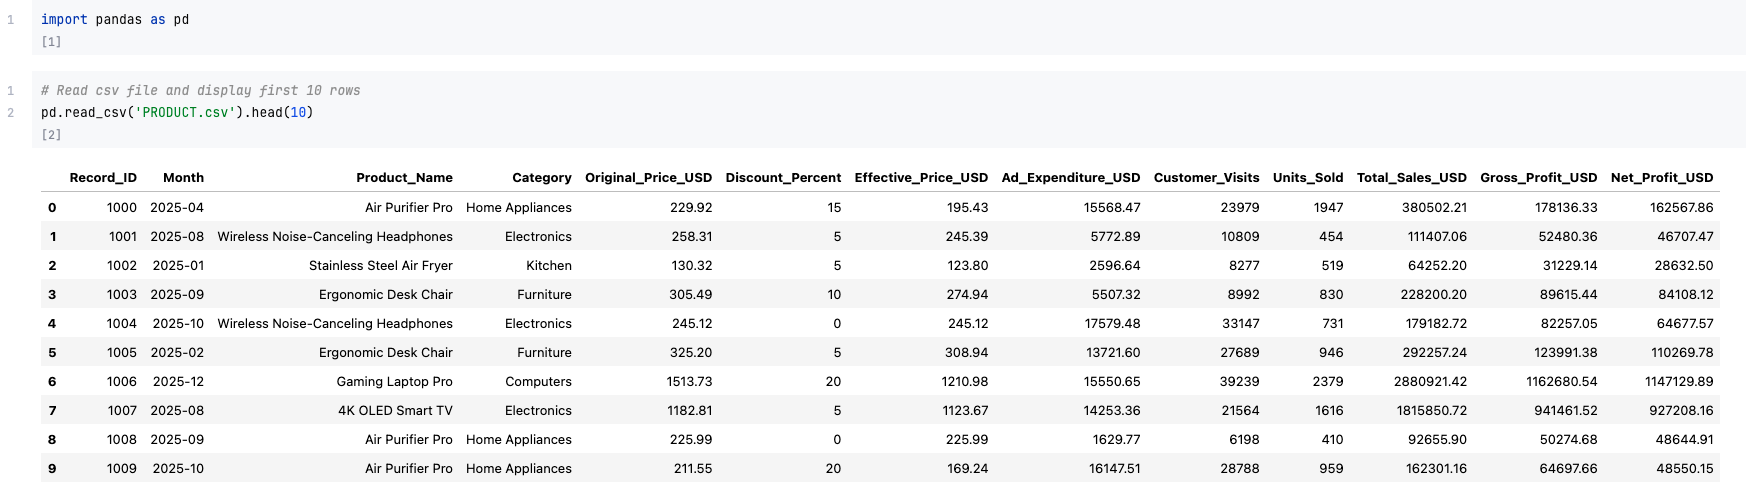 1 import pandas as pd
[1]
1 # Read csv file and display first 10 rows
2 pd.read_csv('PRODUCT.csv').head(10)
[2]
Record_ID Month Product_Name Category Original_Price_USD Discount_Percent Effective_Price_USD Ad_Expenditure_USD Customer_Visits Units_Sold Total_Sales_USD Gross_Profit_USD Net_Profit_USD
0 1000 2025-04 Air Purifier Pro Home Appliances 229.92 15 195.43 15568.47 23979 1947 380502.21 178136.33 162567.86
1 1001 2025-08 Wireless Noise-Canceling Headphones Electronics 258.31 5 245.39 5772.89 10809 454 111407.06 52480.36 46707.47
2 1002 2025-01 Stainless Steel Air Fryer Kitchen 130.32 5 123.80 2596.64 8277 519 64252.20 31229.14 28632.50
3 1003 2025-09 Ergonomic Desk Chair Furniture 305.49 10 274.94 5507.32 8992 830 228200.20 89615.44 84108.12
4 1004 2025-10 Wireless Noise-Canceling Headphones Electronics 245.12 0 245.12 17579.48 33147 731 179182.72 82257.05 64677.57
5 1005 2025-02 Ergonomic Desk Chair Furniture 325.20 5 308.94 13721.60 27689 946 292257.24 123991.38 110269.78
6 1006 2025-12 Gaming Laptop Pro Computers 1513.73 20 1210.98 15550.65 39239 2379 2880921.42 1162680.54 1147129.89
7 1007 2025-08 4K OLED Smart TV Electronics 1182.81 5 1123.67 14253.36 21564 1616 1815850.72 941461.52 927208.16
8 1008 2025-09 Air Purifier Pro Home Appliances 225.99 0 225.99 1629.77 6198 410 92655.90 50274.68 48644.91
9 1009 2025-10 Air Purifier Pro Home Appliances 211.55 20 169.24 16147.51 28788 959 162301.16 64697.66 48550.15